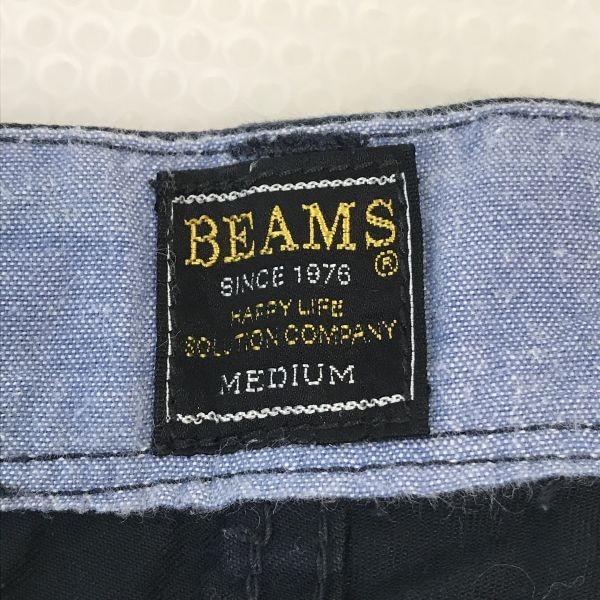 BEAMS
®
SINCE 1976
HAPPY LIFE
SOLUTION COMPANY
MEDIUM